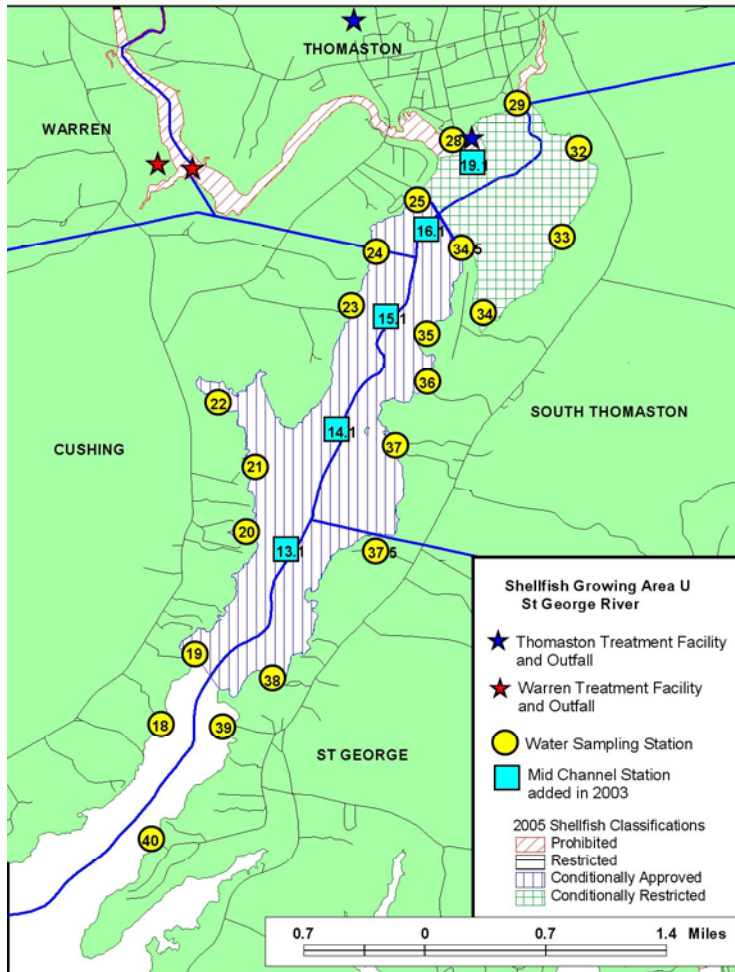 THOMASTON
29
WARREN
28
32
19.1
25
16.1
33
24
34.5
23
15.1
34
35
36
22
SOUTH THOMASTON
14.1
37
CUSHING
21
20
13.1
37.5
Shellfish Growing Area U
St George River
Thomaston Treatment Facility
and Outfall
19
38
Warren Treatment Facility
and Outfall
18
39
Water Sampling Station
ST GEORGE
Mid Channel Station
added in 2003
2005 Shellfish Classifications
Prohibited
40
Restricted
Conditionally Approved
Conditionally Restricted
0.7 0 0.7 1.4 Miles